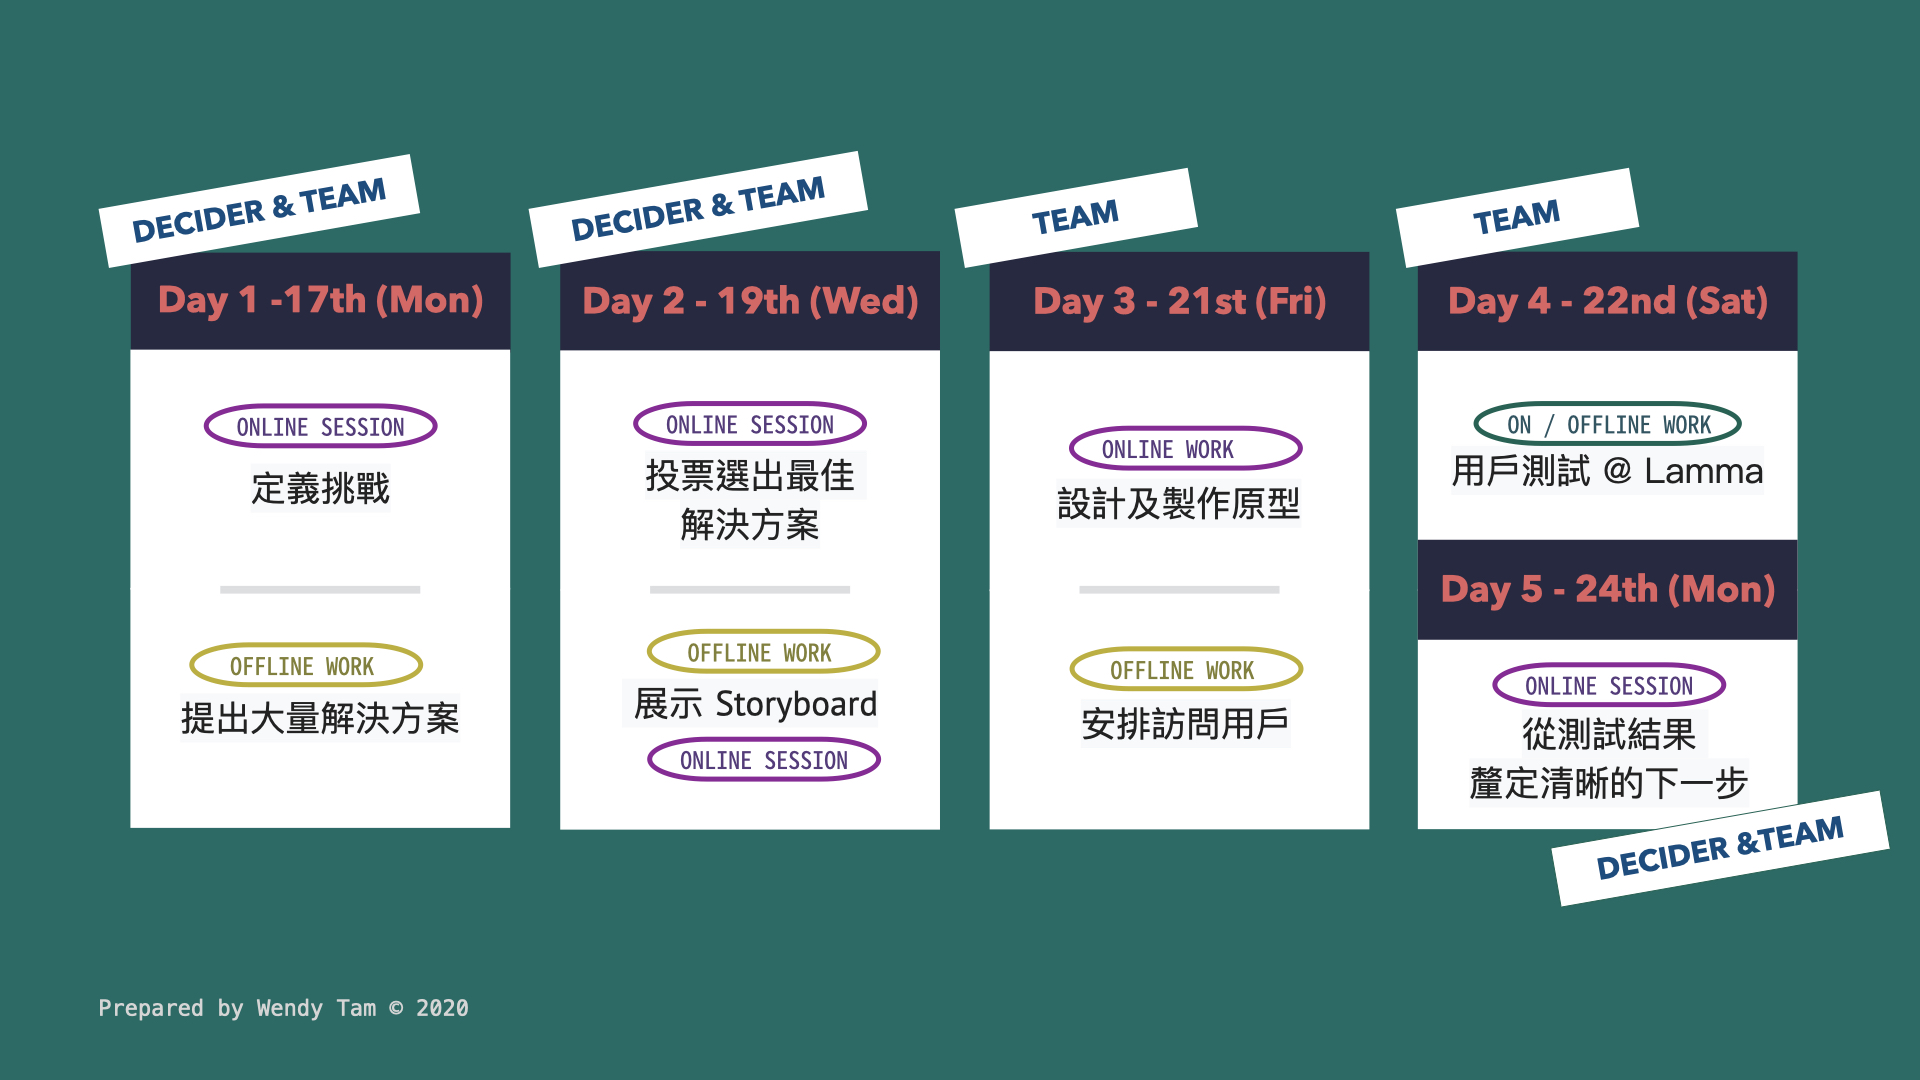 DECIDER & TEAM
Day 1 -17th (Mon)
ONLINE SESSION
定義挑戰
OFFLINE WORK
提出大量解決方案
DECIDER & TEAM
Day 2 - 19th (Wed)
ONLINE SESSION
投票選出最佳
解決方案
OFFLINE WORK
展示 Storyboard
ONLINE SESSION
TEAM
Day 3 - 21st (Fri)
ONLINE WORK
設計及製作原型
OFFLINE WORK
安排訪問用戶
TEAM
Day 4 - 22nd (Sat)
ON / OFFLINE WORK
用戶測試 @ Lamma
Day 5 - 24th (Mon)
ONLINE SESSION
從測試結果
釐定清晰的下一步
DECIDER &TEAM
Prepared by Wendy Tam © 2020